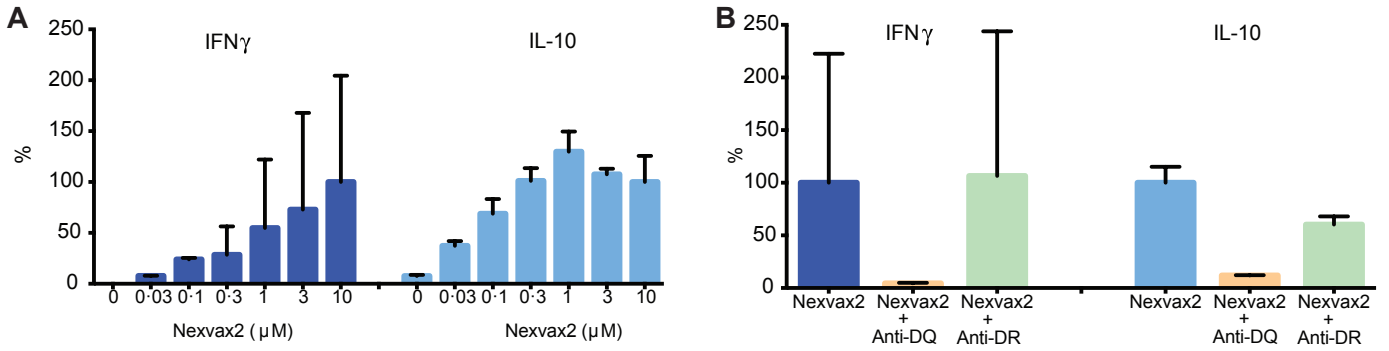 A
IFNγ
IL-10
250
200
150
100
50
0
%
0 0·03 0·1 0·3 1 3 10
0 0·03 0·1 0·3 1 3 10
Nexvax2 (μM)
Nexvax2 (μM)
B
IFNγ
IL-10
250
200
150
100
50
0
%
Nexvax2
Nexvax2
+
Anti-DQ
Nexvax2
+
Anti-DR
Nexvax2
Nexvax2
+
Anti-DQ
Nexvax2
+
Anti-DR